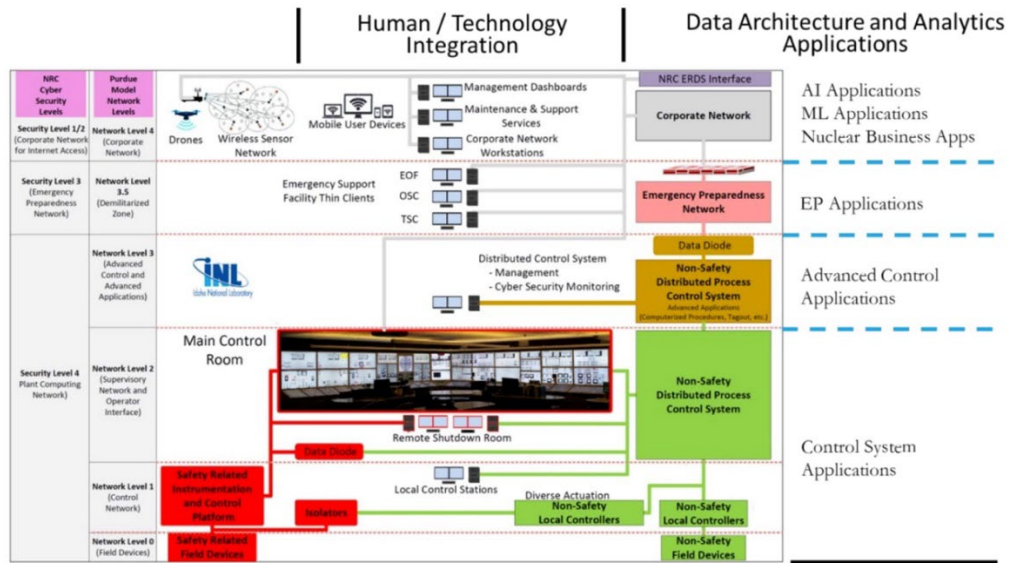 Human / Technology
Integration
Data Architecture and Analytics
Applications
NRC
Cyber
Security
Levels
Purdue
Model
Network
Levels
Security Level 1/2
(Corporate Network
for Internet Access)
Network Level 4
(Corporate
Network)
Drones
Wireless Sensor
Network
Mobile User Devices
Management Dashboards
Maintenance & Support
Services
Corporate Network
Workstations
NRC ERDS Interface
Corporate Network
AI Applications
ML Applications
Nuclear Business Apps
Security Level 3
(Emergency
Preparedness
Network)
Network Level
3.5
(Demilitarized
Zone)
Emergency Support
Facility Thin Clients
EOF
OSC
TSC
Emergency Preparedness
Network
EP Applications
Network Level 3
(Advanced
Control and
Advanced
Applications)
INL
Idaho National Laboratory
Distributed Control System
- Management
- Cyber Security Monitoring
Data Diode
Non-Safety
Distributed Process
Control System
Advanced Applications
(Computerized Procedures, Tagout, etc.)
Advanced Control
Applications
Security Level 4
Plant Computing
Network)
Network Level 2
(Supervisory
Network and
Operator
Interface)
Main Control
Room
Remote Shutdown Room
Data Diode
Non-Safety
Distributed Process
Control System
Control System
Applications
Network Level 1
(Control
Network)
Safety Related
Instrumentation
and Control
Platform
Isolators
Local Control Stations
Diverse Actuation
Non-Safety
Local Controllers
Non-Safety
Local Controllers
Network Level 0
(Field Devices)
Safety Related
Field Devices
Non-Safety
Field Devices